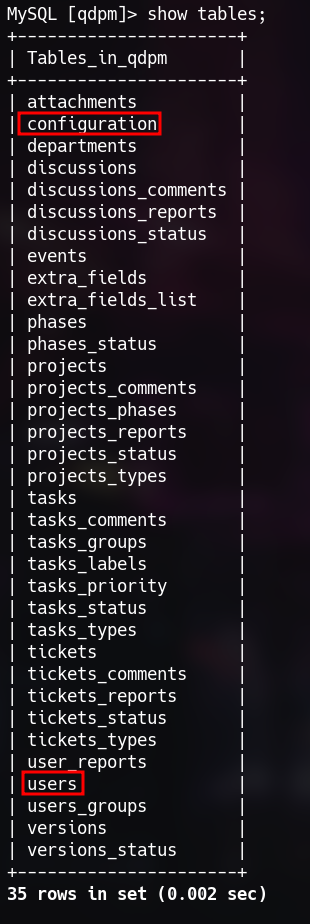 MySQL [qdpm]> show tables;
+----------------------+
| Tables_in_qdpm       |
+----------------------+
| attachments          |
| configuration        |
| departments          |
| discussions          |
| discussions_comments |
| discussions_reports  |
| discussions_status   |
| events               |
| extra_fields         |
| extra_fields_list    |
| phases               |
| phases_status        |
| projects             |
| projects_comments    |
| projects_phases      |
| projects_reports     |
| projects_status      |
| projects_types       |
| tasks                |
| tasks_comments       |
| tasks_groups         |
| tasks_labels         |
| tasks_priority       |
| tasks_status         |
| tasks_types          |
| tickets              |
| tickets_comments     |
| tickets_reports      |
| tickets_status       |
| tickets_types        |
| user_reports         |
| users                |
| users_groups         |
| versions             |
| versions_status      |
+----------------------+
35 rows in set (0.002 sec)